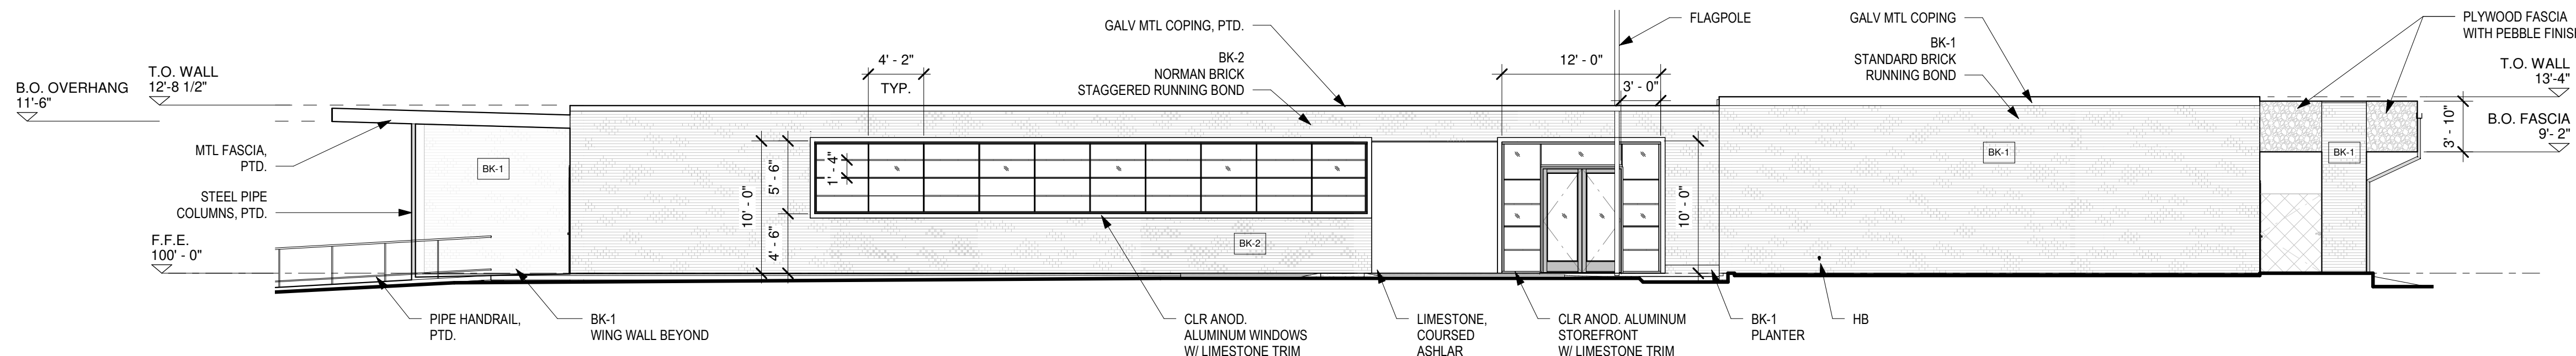 GALV MTL COPING, PTD.
FLAGPOLE
GALV MTL COPING
PLYWOOD FASCIA
WITH PEBBLE FINIS
BK-2
NORMAN BRICK
STAGGERED RUNNING BOND
BK-1
STANDARD BRICK
RUNNING BOND
4' - 2"
TYP.
12' - 0"
3' - 0"
T.O. WALL
12'-8 1/2"
B.O. OVERHANG
11'-6"
T.O. WALL
13'-4"
B.O. FASCIA
9'- 2"
3' - 10"
MTL FASCIA,
PTD.
STEEL PIPE
COLUMNS, PTD.
F.F.E.
100' - 0"
BK-1
10' - 0"
5' - 6"
4' - 6"
1' - 4"
BK-2
10' - 0"
BK-1
BK-1
PIPE HANDRAIL,
PTD.
BK-1
WING WALL BEYOND
CLR ANOD.
ALUMINUM WINDOWS
W/ LIMESTONE TRIM
LIMESTONE,
COURSED
ASHLAR
CLR ANOD. ALUMINUM
STOREFRONT
W/ LIMESTONE TRIM
BK-1
PLANTER
HB